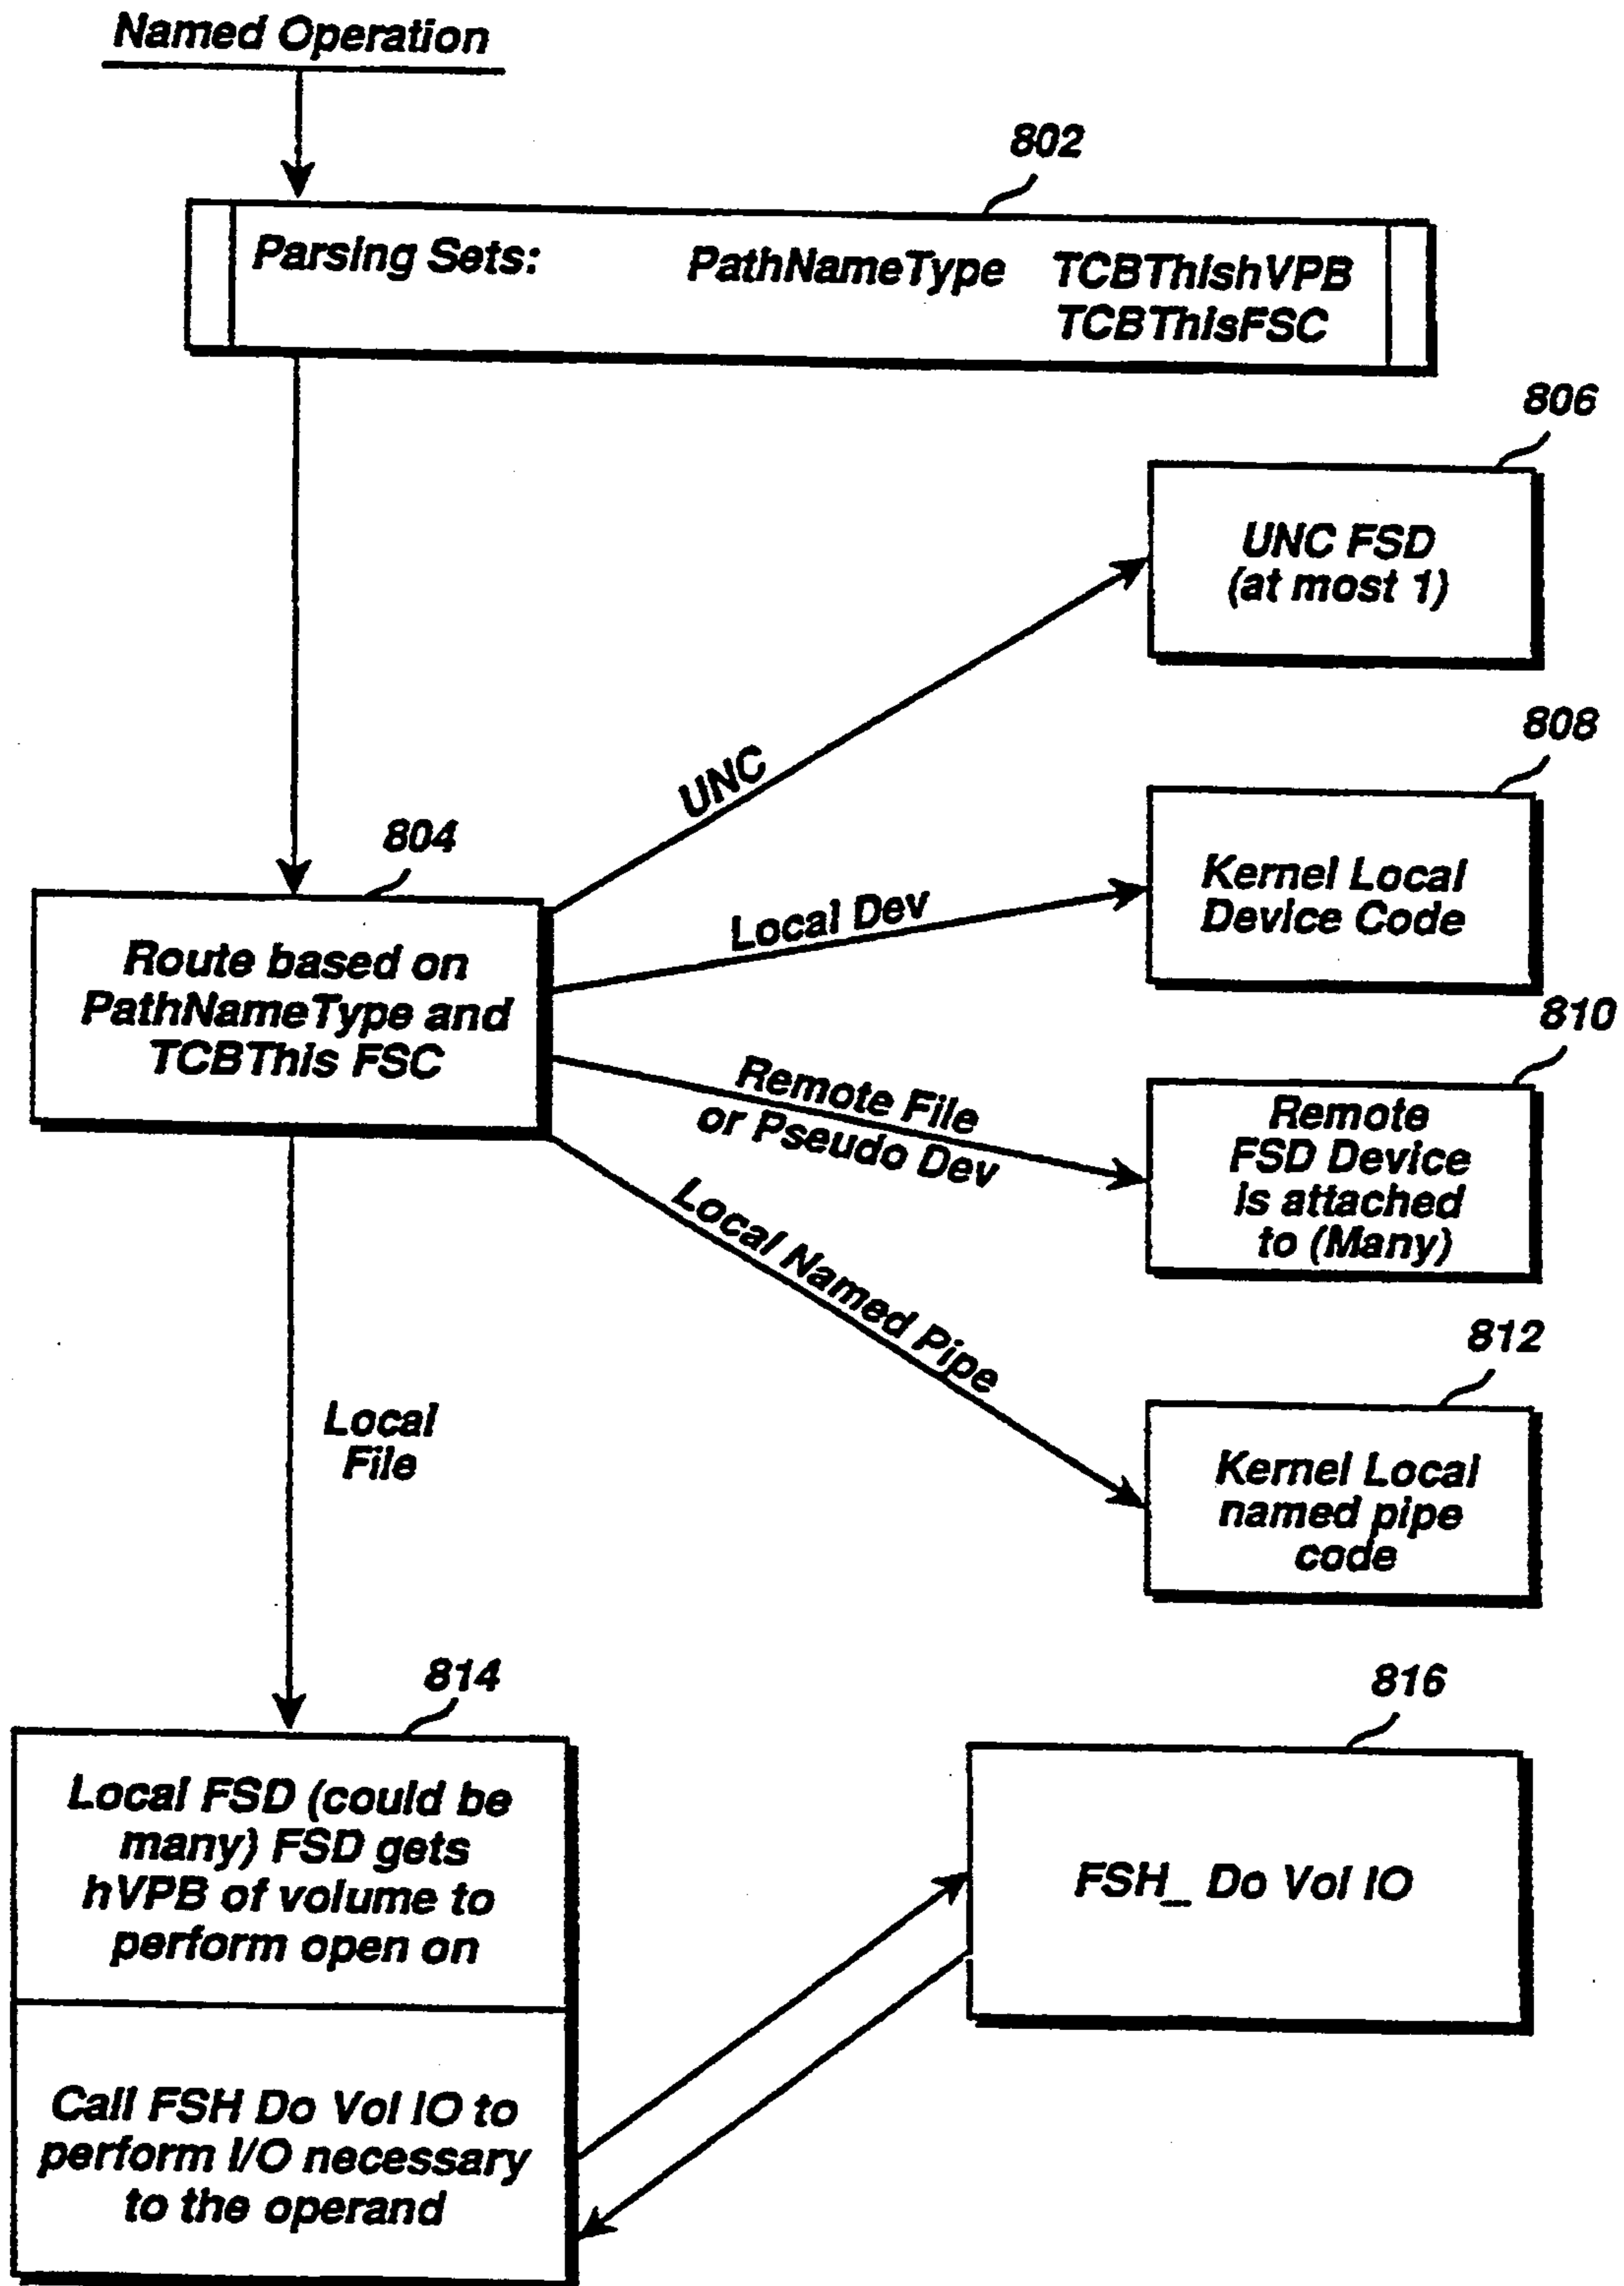 Named Operation
802
Parsing Sets: PathNameType TCBThishVPB
TCBThisFSC
806
UNC FSD
(at most 1)
UNC
808
Kernel Local
Device Code
804
Local Dev
Route based on
PathNameType and
TCBThis FSC
810
Remote File
or Pseudo Dev
Remote
FSD Device
is attached
to (Many)
Local Named Pipe
812
Kernel Local
named pipe
code
Local
File
814
Local FSD (could be
many) FSD gets
hVPB of volume to
perform open on
Call FSH Do Vol IO to
perform I/O necessary
to the operand
816
FSH_ Do Vol IO